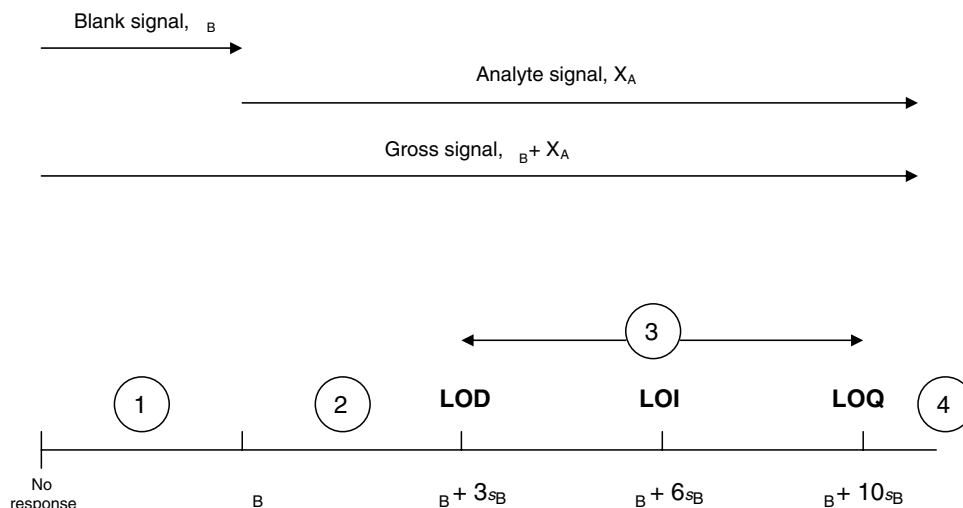 Blank signal, B
Analyte signal, XA
Gross signal, B + XA
3
1
2
LOD
LOI
LOQ
4
No
response
B
B + 3sB
B + 6sB
B + 10sB